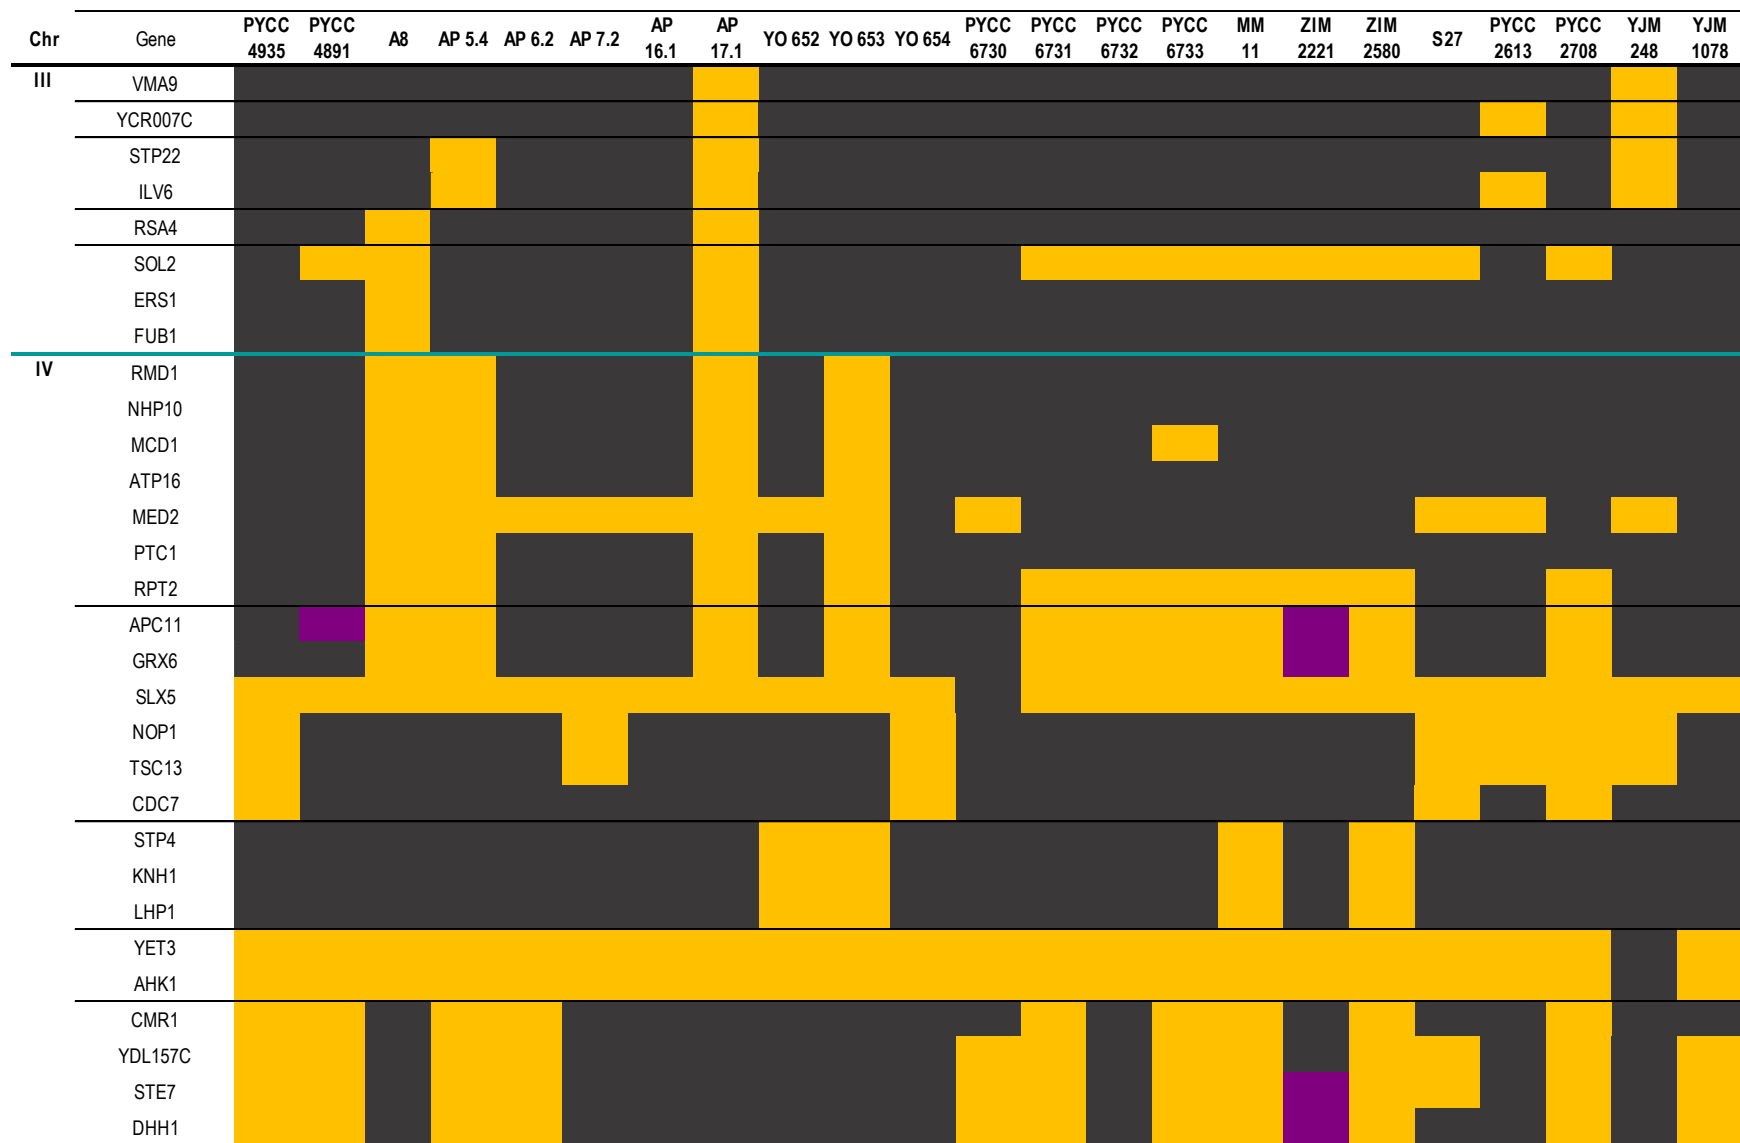 Chr Gene PYCC 4935 PYCC 4891 A8 AP 5.4 AP 6.2 AP 7.2 AP 16.1 AP 17.1 YO 652 YO 653 YO 654 PYCC 6730 PYCC 6731 PYCC 6732 PYCC 6733 MM 11 ZIM 2221 ZIM 2580 S27 PYCC 2613 PYCC 2708 YJM 248 YJM 1078
III VMA9
YCR007C
STP22
ILV6
RSA4
SOL2
ERS1
FUB1
IV RMD1
NHP10
MCD1
ATP16
MED2
PTC1
RPT2
APC11
GRX6
SLX5
NOP1
TSC13
CDC7
STP4
KNH1
LHP1
YET3
AHK1
CMR1
YDL157C
STE7
DHH1